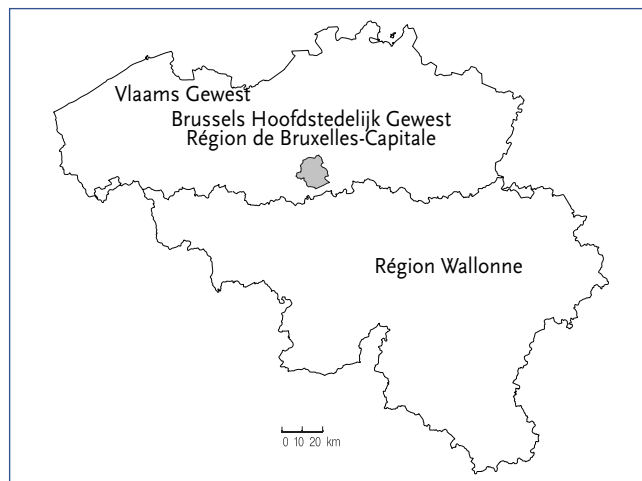 Vlaams Gewest
Brussels Hoofdstedelijk Gewest
Région de Bruxelles-Capitale
Région Wallonne
0 10 20 km